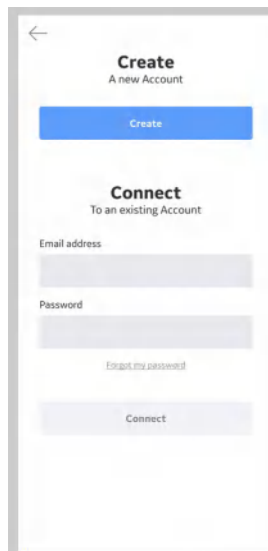 Create
A new Account
Create
Connect
To an existing Account
Email address
Password
Forgot my password
Connect